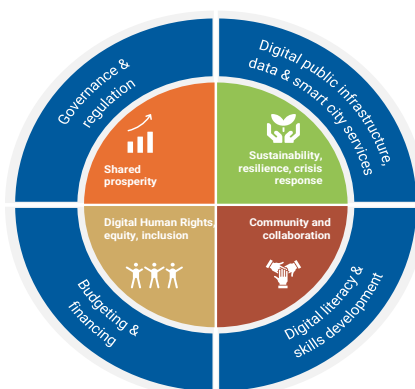 Governance &
regulation
Digital public infrastructure,
data & smart city services
Shared
prosperity
Sustainability,
resilience, crisis
response
Digital Human Rights,
equity, inclusion
Community and
collaboration
Budgeting &
financing
Digital literacy &
skills development